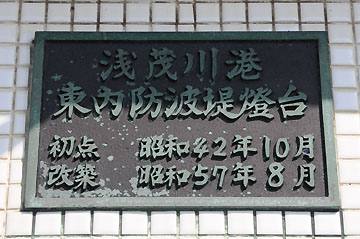 浅茂川港
東内防波堤燈台
初点 昭和42年10月
改築 昭和57年8月